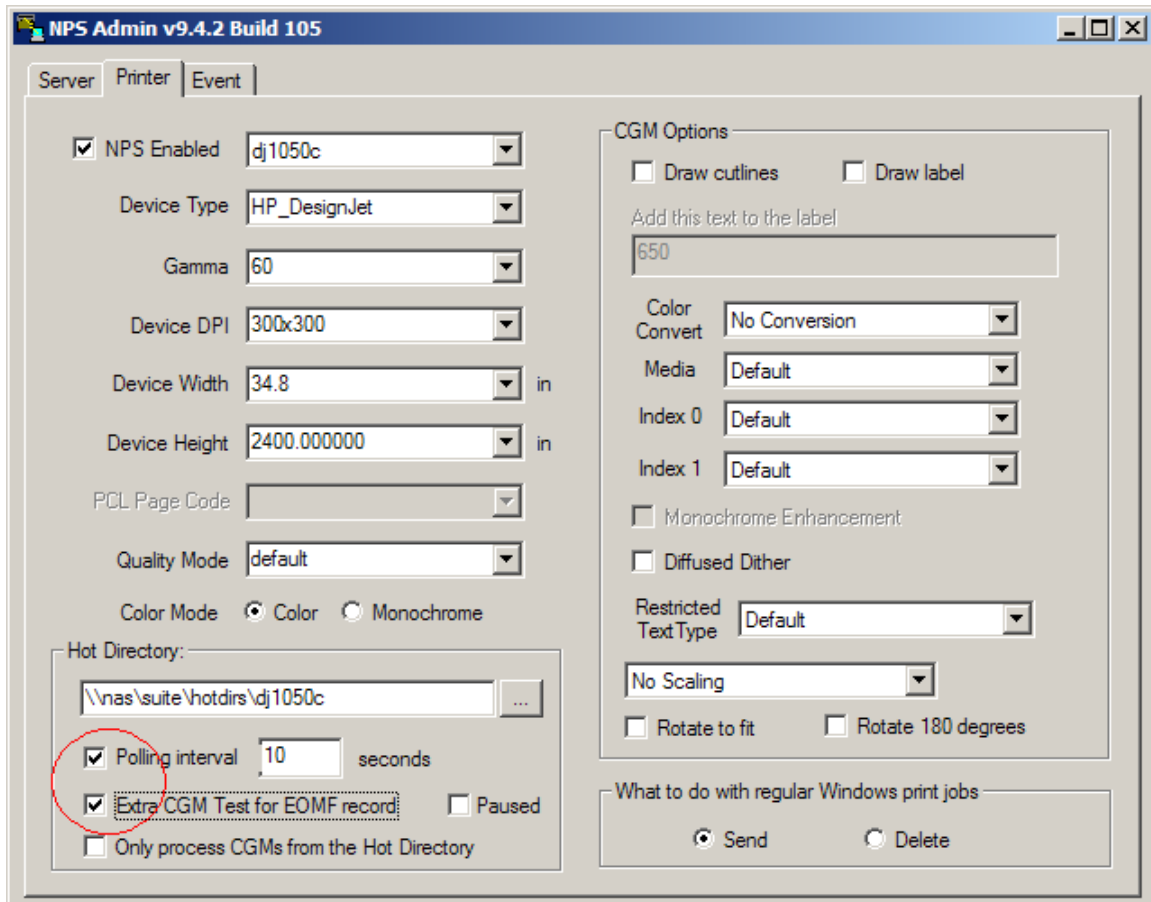 NPS Admin v9.4.2 Build 105
Server Printer Event
NPS Enabled dj1050c
Device Type HP_DesignJet
Gamma 60
Device DPI 300x300
Device Width 34.8 in
Device Height 2400.000000 in
PCL Page Code
Quality Mode default
Color Mode Color Monochrome
Hot Directory:
\\nas\suite\hotdirs\dj1050c ...
Polling interval 10 seconds
Extra CGM Test for EOMF record Paused
Only process CGMs from the Hot Directory
CGM Options
Draw cutlines Draw label
Add this text to the label
650
Color
Convert No Conversion
Media Default
Index 0 Default
Index 1 Default
Monochrome Enhancement
Diffused Dither
Restricted
TextType Default
No Scaling
Rotate to fit Rotate 180 degrees
What to do with regular Windows print jobs
Send Delete